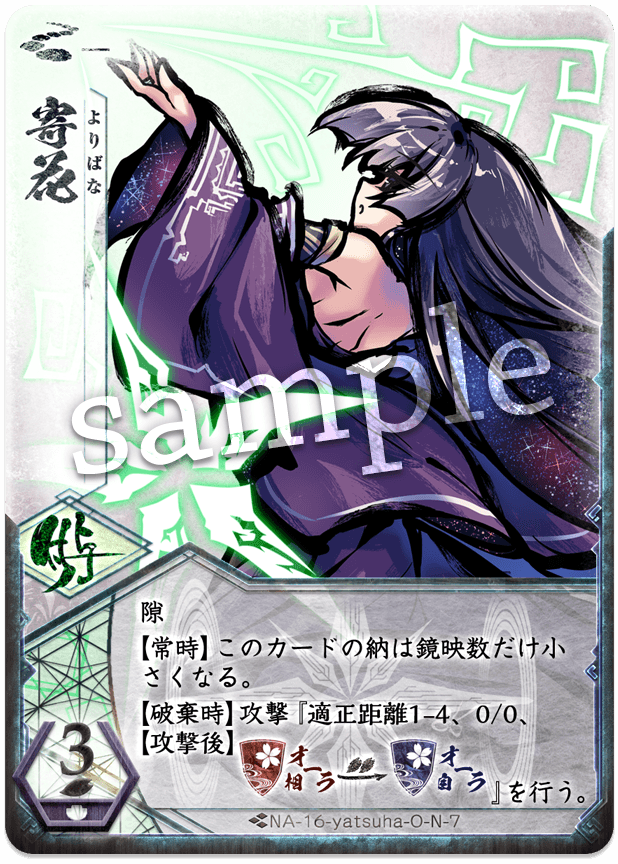 寄花
よりばな
sample
付与
隙
【常時】このカードの納は鏡映数だけ小
さくなる。
【破棄時】攻撃『適正距離1-4、0/0、
【攻撃後】相オーラ 自オーラ』を行う。
3
NA-16-yatsuha-O-N-7